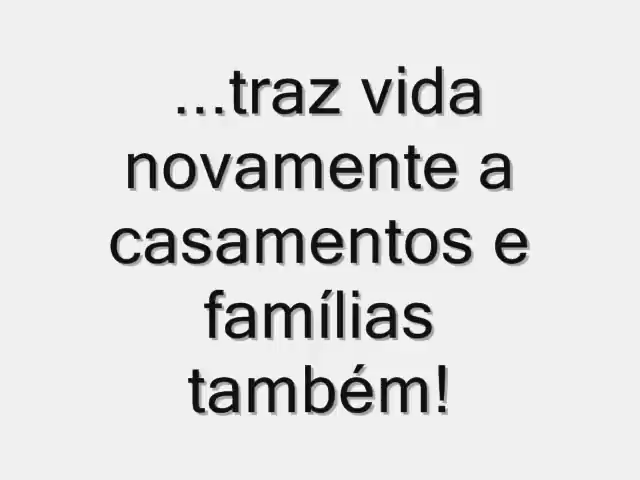 ...traz vida
novamente a
casamentos e
famílias
também!